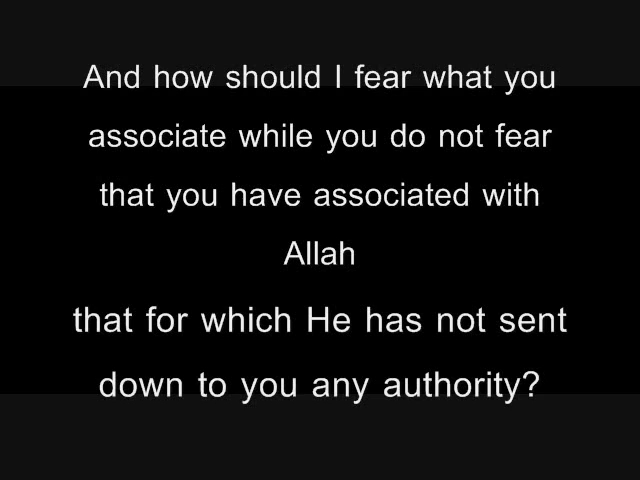 And how should I fear what you
associate while you do not fear
that you have associated with
Allah
that for which He has not sent
down to you any authority?